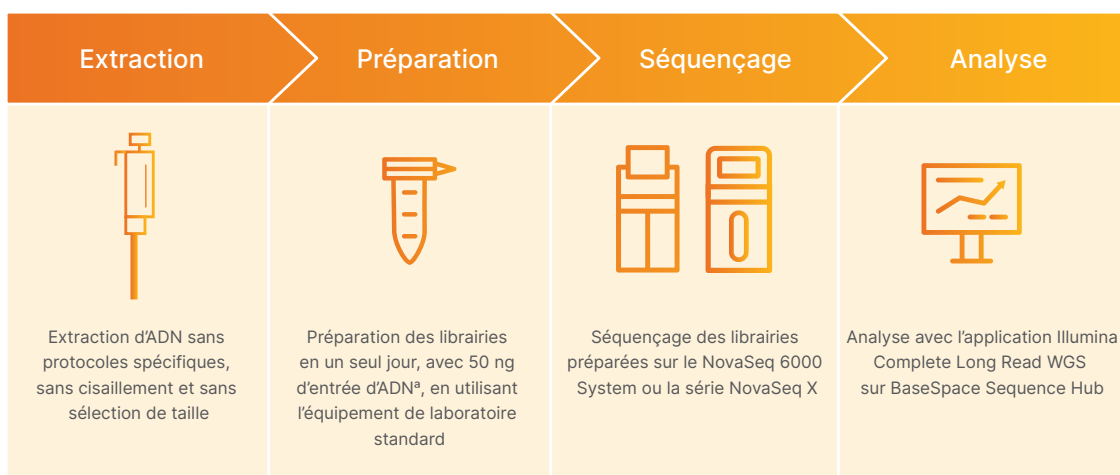 Extraction
Préparation
Séquençage
Analyse
Extraction d’ADN sans
protocoles spécifiques,
sans cisaillement et sans
sélection de taille
Préparation des librairies
en un seul jour, avec 50 ng
d’entrée d’ADNᵃ, en utilisant
l’équipement de laboratoire
standard
Séquençage des librairies
préparées sur le NovaSeq 6000
System ou la série NovaSeq X
Analyse avec l’application Illumina
Complete Long Read WGS
sur BaseSpace Sequence Hub